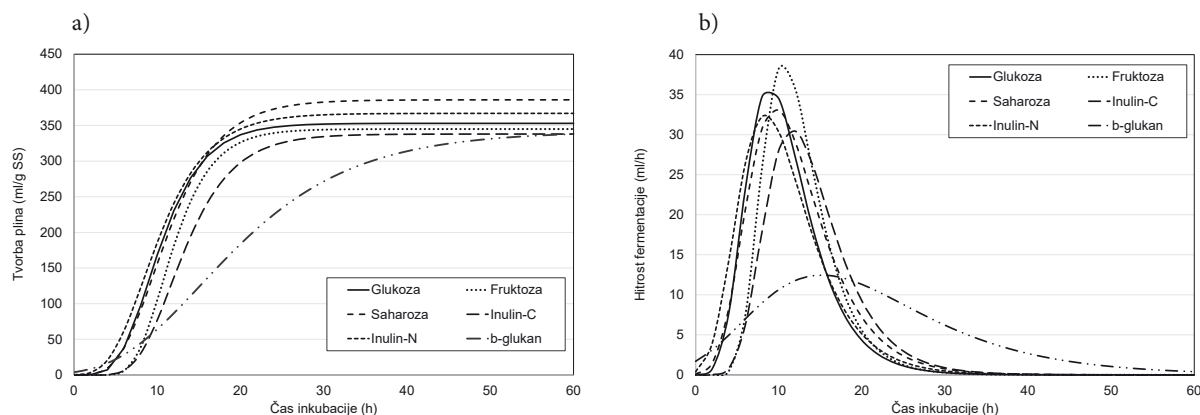 a)
Tvorba plina (ml/g SS)
450
400
350
300
250
200
150
100
50
0
0 10 20 30 40 50 60
Čas inkubacije (h)
Glukoza Fruktoza
Saharoza Inulin-C
Inulin-N b-glukan
b)
Hitrost fermentacije (ml/h)
40
35
30
25
20
15
10
5
0
0 10 20 30 40 50 60
Čas inkubacije (h)
Glukoza Fruktoza
Saharoza Inulin-C
Inulin-N b-glukan